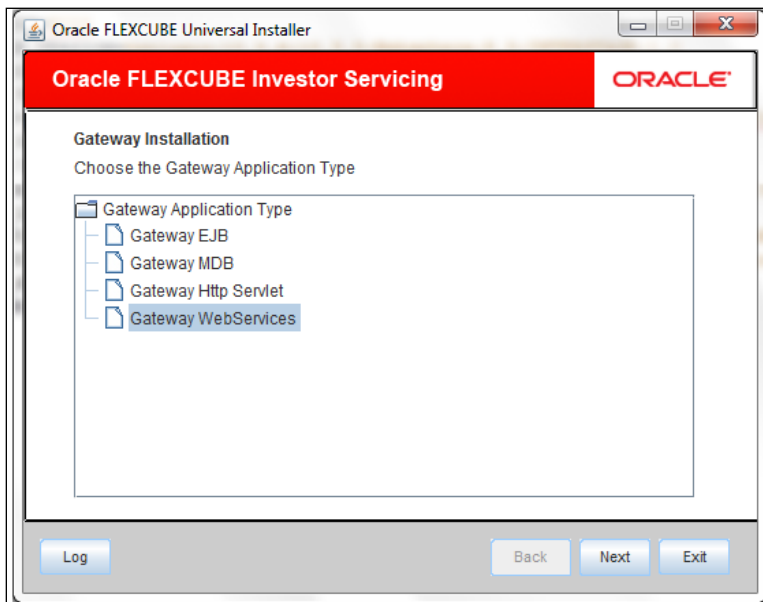 Oracle FLEXCUBE Universal Installer
Oracle FLEXCUBE Investor Servicing
ORACLE
Gateway Installation
Choose the Gateway Application Type
Gateway Application Type
Gateway EJB
Gateway MDB
Gateway Http Servlet
Gateway WebServices
Log Back Next Exit